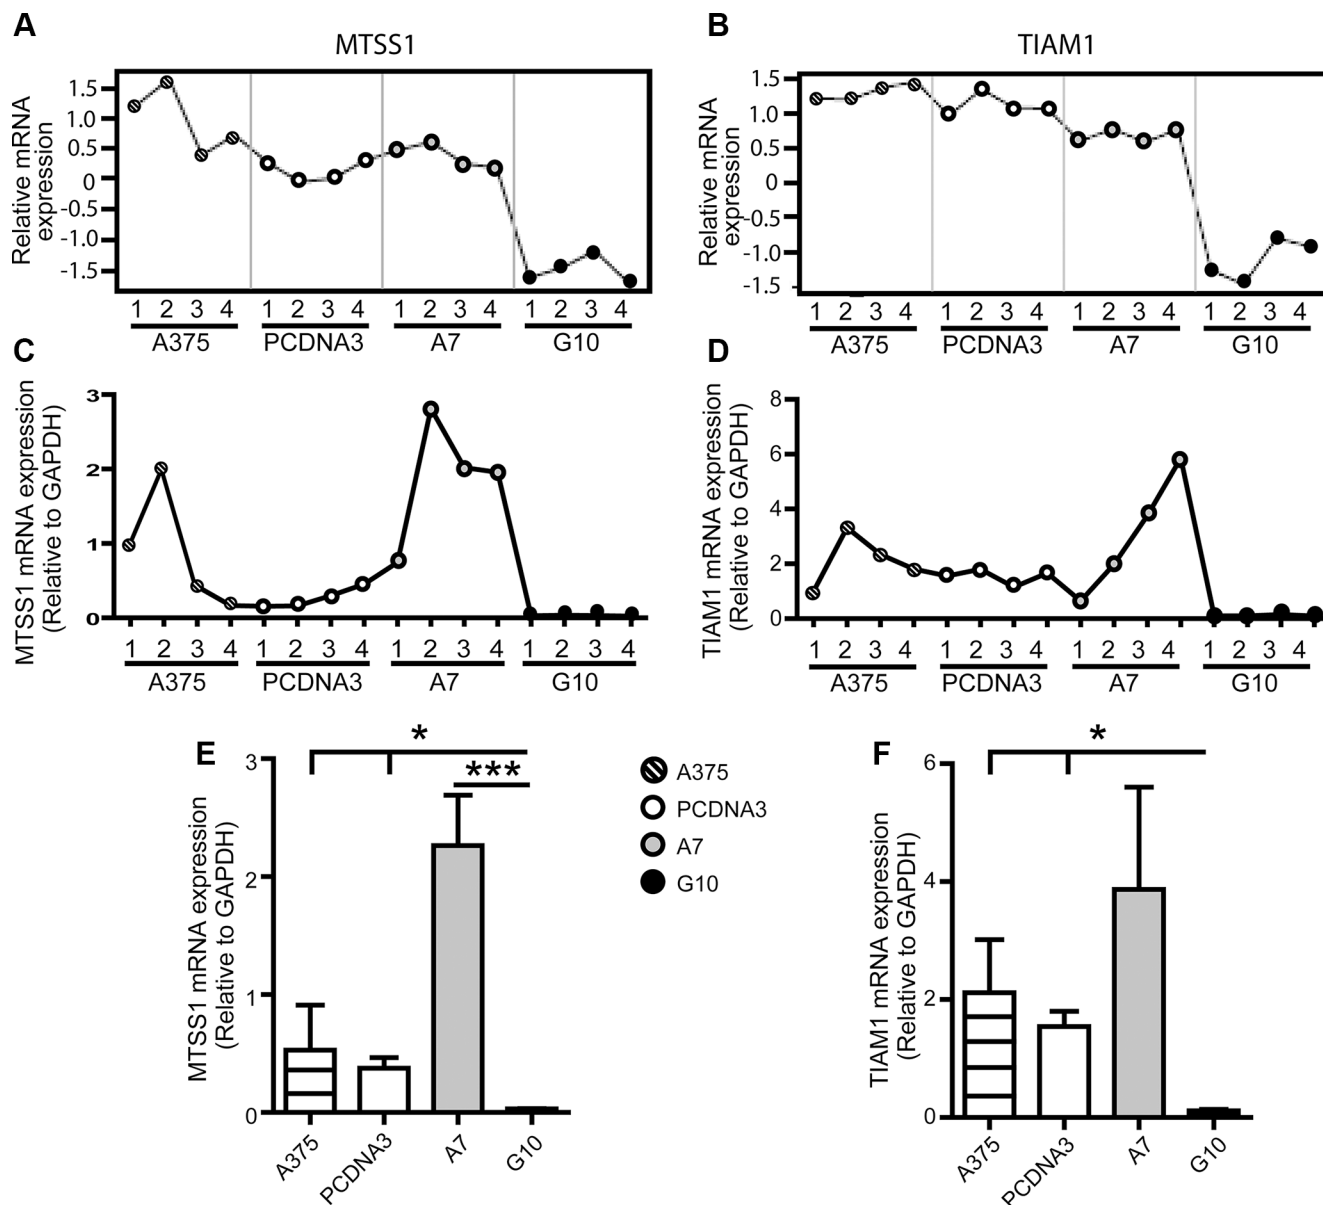 A
MTSS1
Relative mRNA
expression
1.5
1.0
0.5
0
-0.5
-1.0
-1.5
1 2 3 4 1 2 3 4 1 2 3 4 1 2 3 4
A375 PCDNA3 A7 G10
B
TIAM1
Relative mRNA
expression
1.5
1.0
0.5
0
-0.5
-1.0
-1.5
1 2 3 4 1 2 3 4 1 2 3 4 1 2 3 4
A375 PCDNA3 A7 G10
C
MTSS1 mRNA expression
(Relative to GAPDH)
3
2
1
0
1 2 3 4 1 2 3 4 1 2 3 4 1 2 3 4
A375 PCDNA3 A7 G10
D
TIAM1 mRNA expression
(Relative to GAPDH)
8
6
4
2
0
1 2 3 4 1 2 3 4 1 2 3 4 1 2 3 4
A375 PCDNA3 A7 G10
E
MTSS1 mRNA expression
(Relative to GAPDH)
3
2
1
0
*
***
A375 PCDNA3 A7 G10
A375
PCDNA3
A7
G10
F
TIAM1 mRNA expression
(Relative to GAPDH)
6
4
2
0
*
A375 PCDNA3 A7 G10